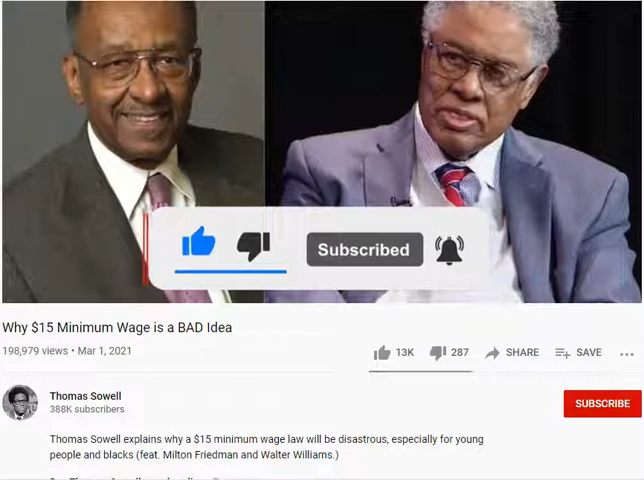 Subscribed
Why $15 Minimum Wage is a BAD Idea
198,979 views • Mar 1, 2021
13K 287 SHARE SAVE
Thomas Sowell
388K subscribers
SUBSCRIBE
Thomas Sowell explains why a $15 minimum wage law will be disastrous, especially for young
people and blacks (feat. Milton Friedman and Walter Williams.)